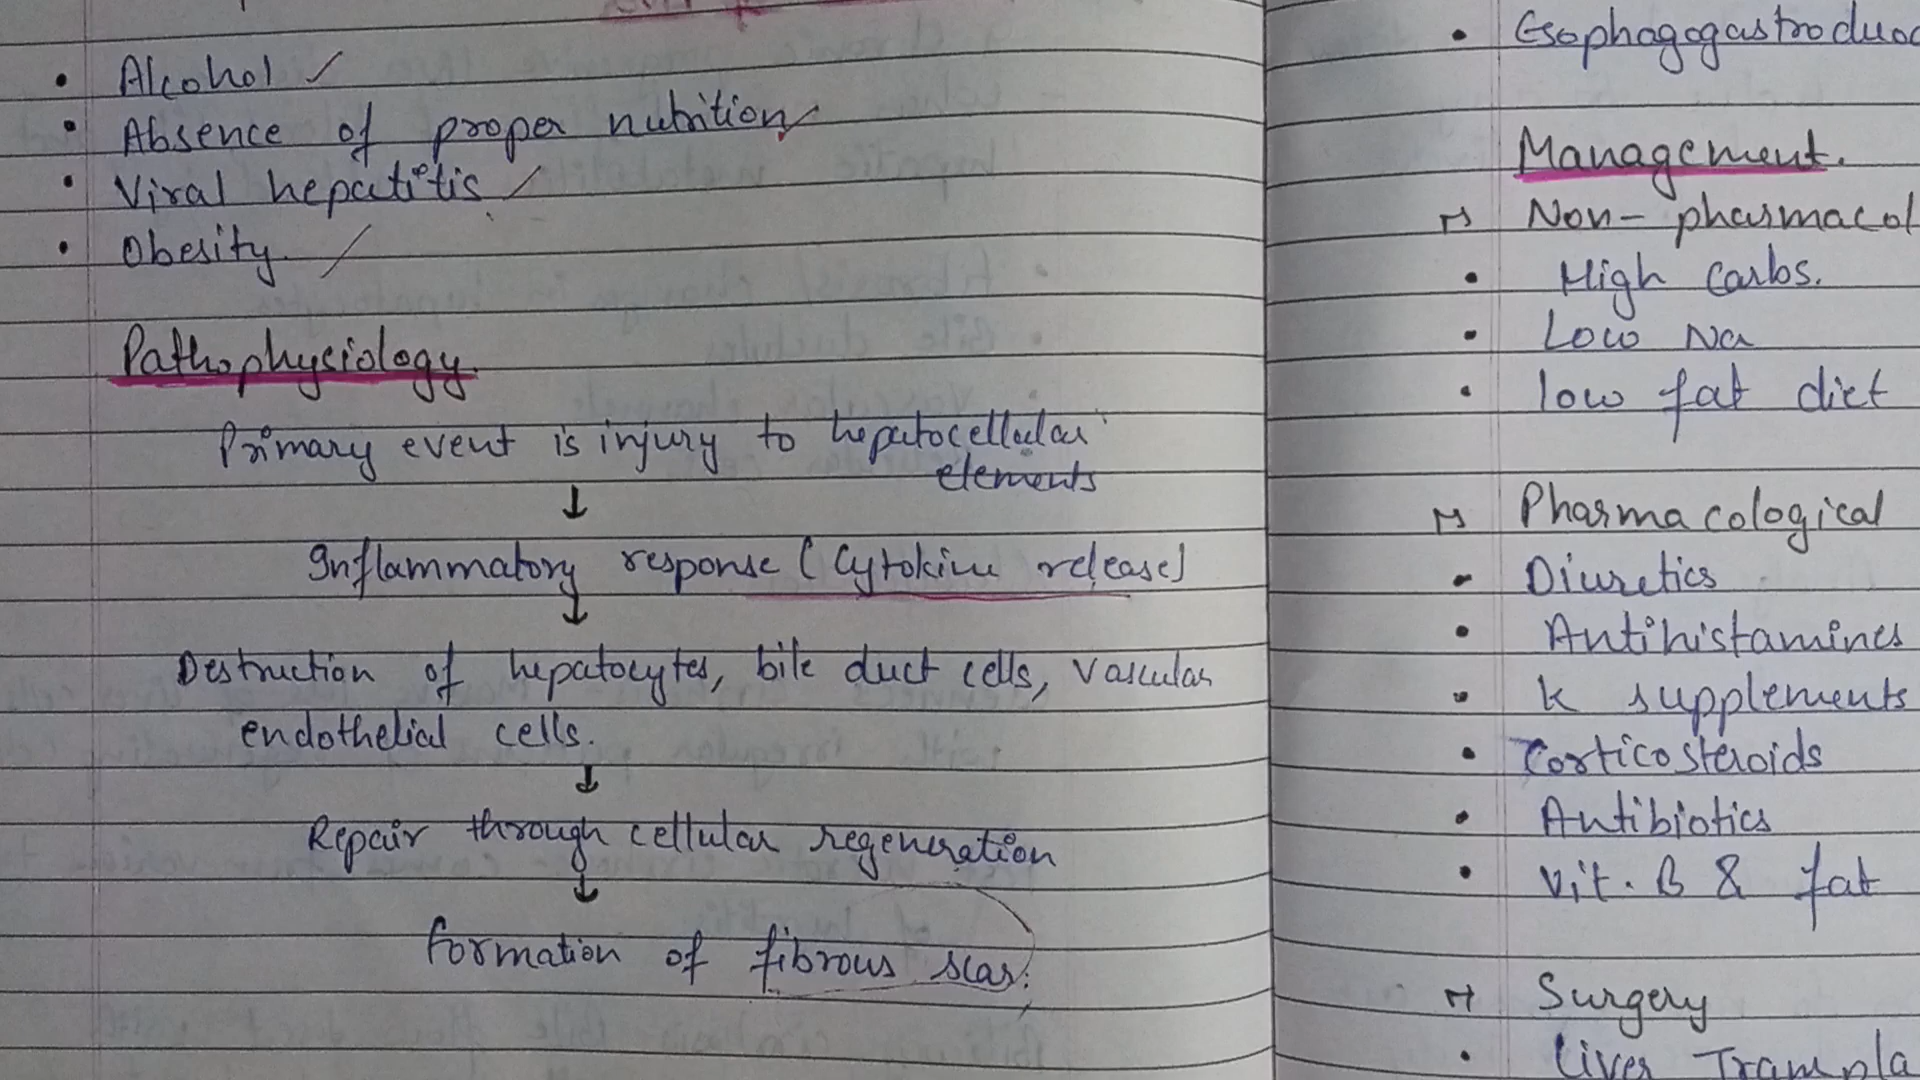 • Alcohol ✓
• Absence of proper nutrition ✓
• Viral hepatitis ✓
• Obesity. ✓
Pathophysiology.
Primary event is injury to hepatocellular
elements
↓
Inflammatory response (Cytokine release)
↓
Destruction of hepatocytes, bile duct cells, vascular
endothelial cells.
↓
Repair through cellular regeneration
↓
formation of fibrous scar.
• Esophagogastroduo
Management.
Non-pharmacol
• High Carbs.
• Low Na
• low fat diet
Pharmacological
• Diuretics
• Antihistamines
• K supplements
• Corticosteroids
• Antibiotics
• Vit. B & fat
Surgery
• Liver Transpla